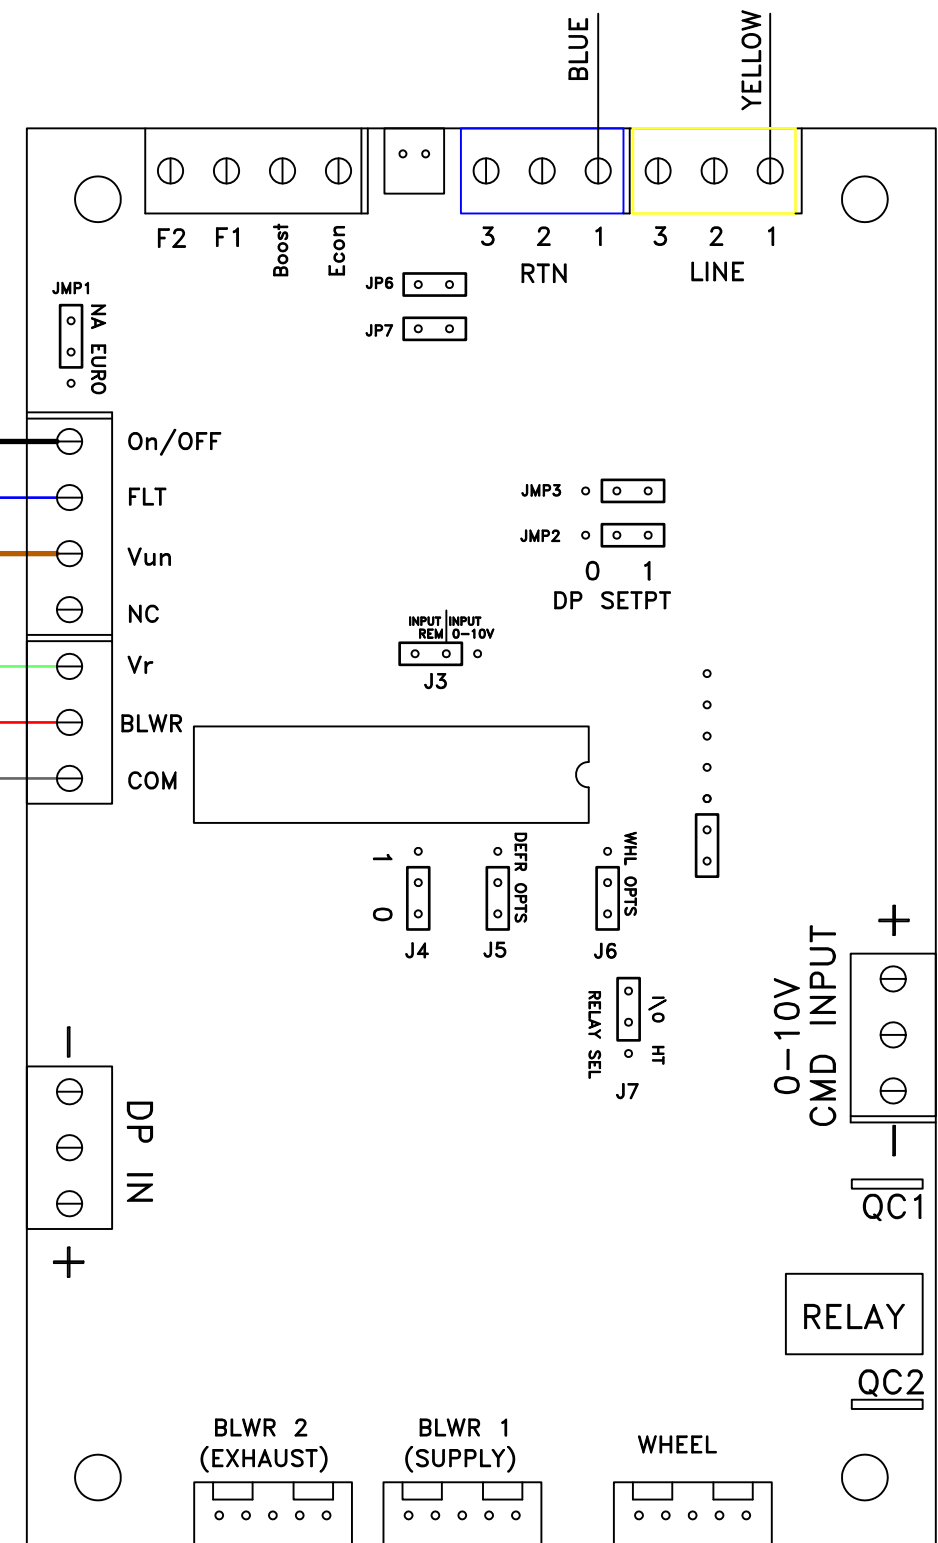 BLUE
YELLOW
F2 F1 Boost Econ
3 2 1
3 2 1
RTN
LINE
JMP1
NA EURO
JP6
JP7
On/OFF
FLT
Vun
NC
Vr
BLWR
COM
JMP3
JMP2
0 1
DP SETPT
INPUT INPUT
REM 0-10V
J3
1
0
J4
DEFR OPTS
J5
WHL OPTS
J6
RELAY SEL
I\O HT
J7
+
0-10V
CMD INPUT
-
-
DP IN
+
QC1
RELAY
QC2
BLWR 2
(EXHAUST)
BLWR 1
(SUPPLY)
WHEEL